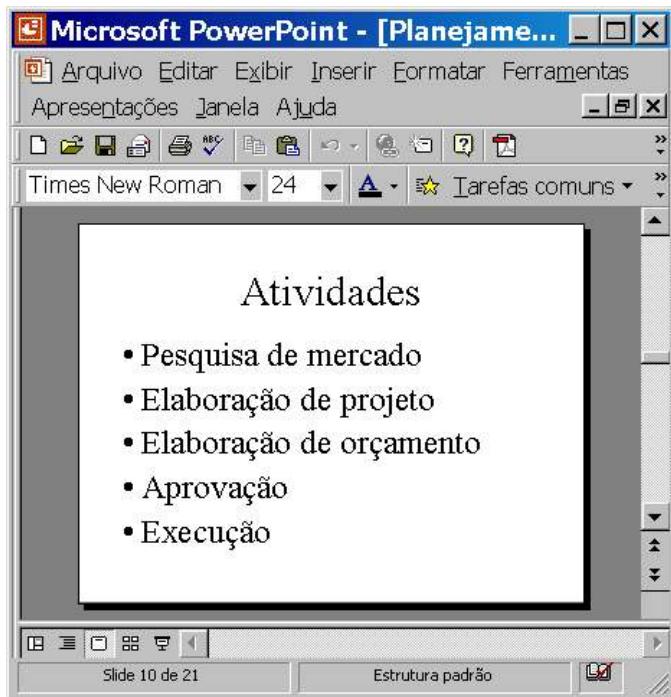 Microsoft PowerPoint - [Planejame...
Arquivo Editar Exibir Inserir Formatar Ferramentas
Apresentações Janela Ajuda
ABC
Times New Roman 24 A Tarefas comuns
Atividades
• Pesquisa de mercado
• Elaboração de projeto
• Elaboração de orçamento
• Aprovação
• Execução
Slide 10 de 21 Estrutura padrão